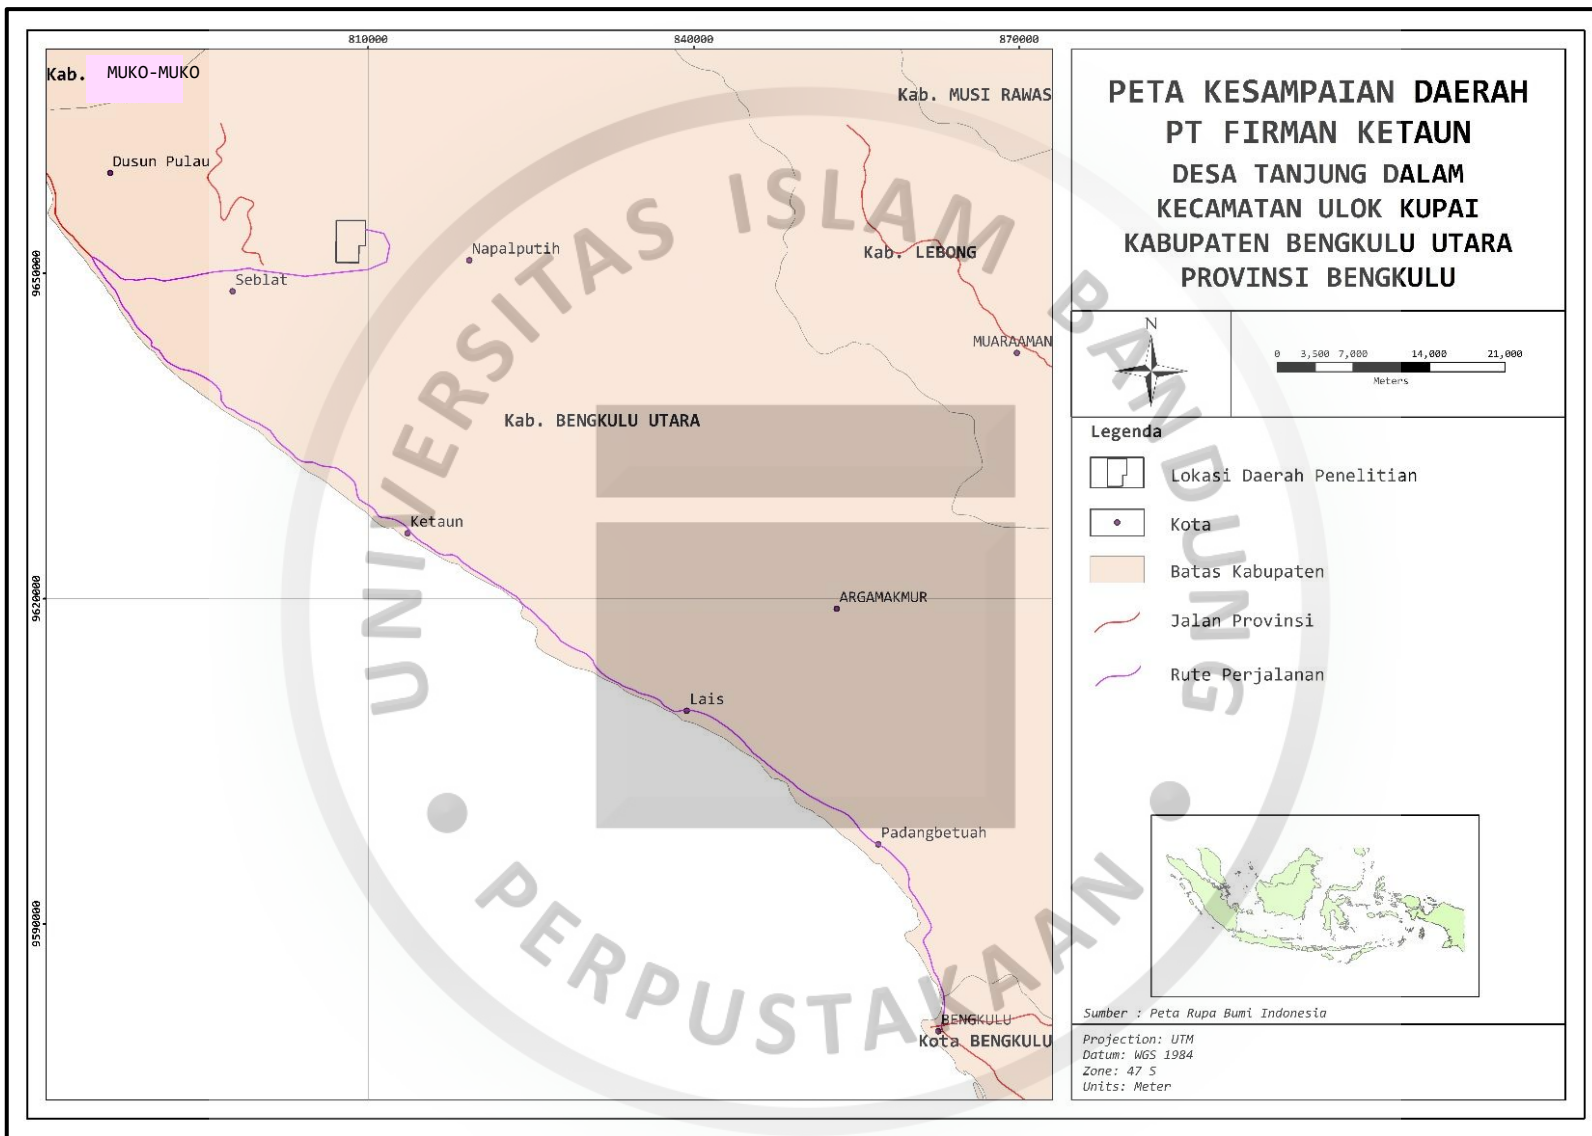 810000
840000
870000
9650000
9620000
9590000
Kab. MUKO-MUKO
Kab. MUSI RAWAS
Dusun Pulau
Napalputih
Kab. LEBONG
Seblat
MUARAAMAN
Kab. BENGKULU UTARA
Ketaun
ARGAMAKMUR
Lais
Padangbetuah
BENGKULU
Kota BENGKULU
UNIVERSITAS ISLAM BANDUNG
PERPUSTAKAAN
PETA KESAMPAIAN DAERAH
PT FIRMAN KETAUN
DESA TANJUNG DALAM
KECAMATAN ULOK KUPAI
KABUPATEN BENGKULU UTARA
PROVINSI BENGKULU
N
0 3,500 7,000 14,000 21,000
Meters
Legenda
Lokasi Daerah Penelitian
Kota
Batas Kabupaten
Jalan Provinsi
Rute Perjalanan
Sumber : Peta Rupa Bumi Indonesia
Projection: UTM
Datum: WGS 1984
Zone: 47 S
Units: Meter